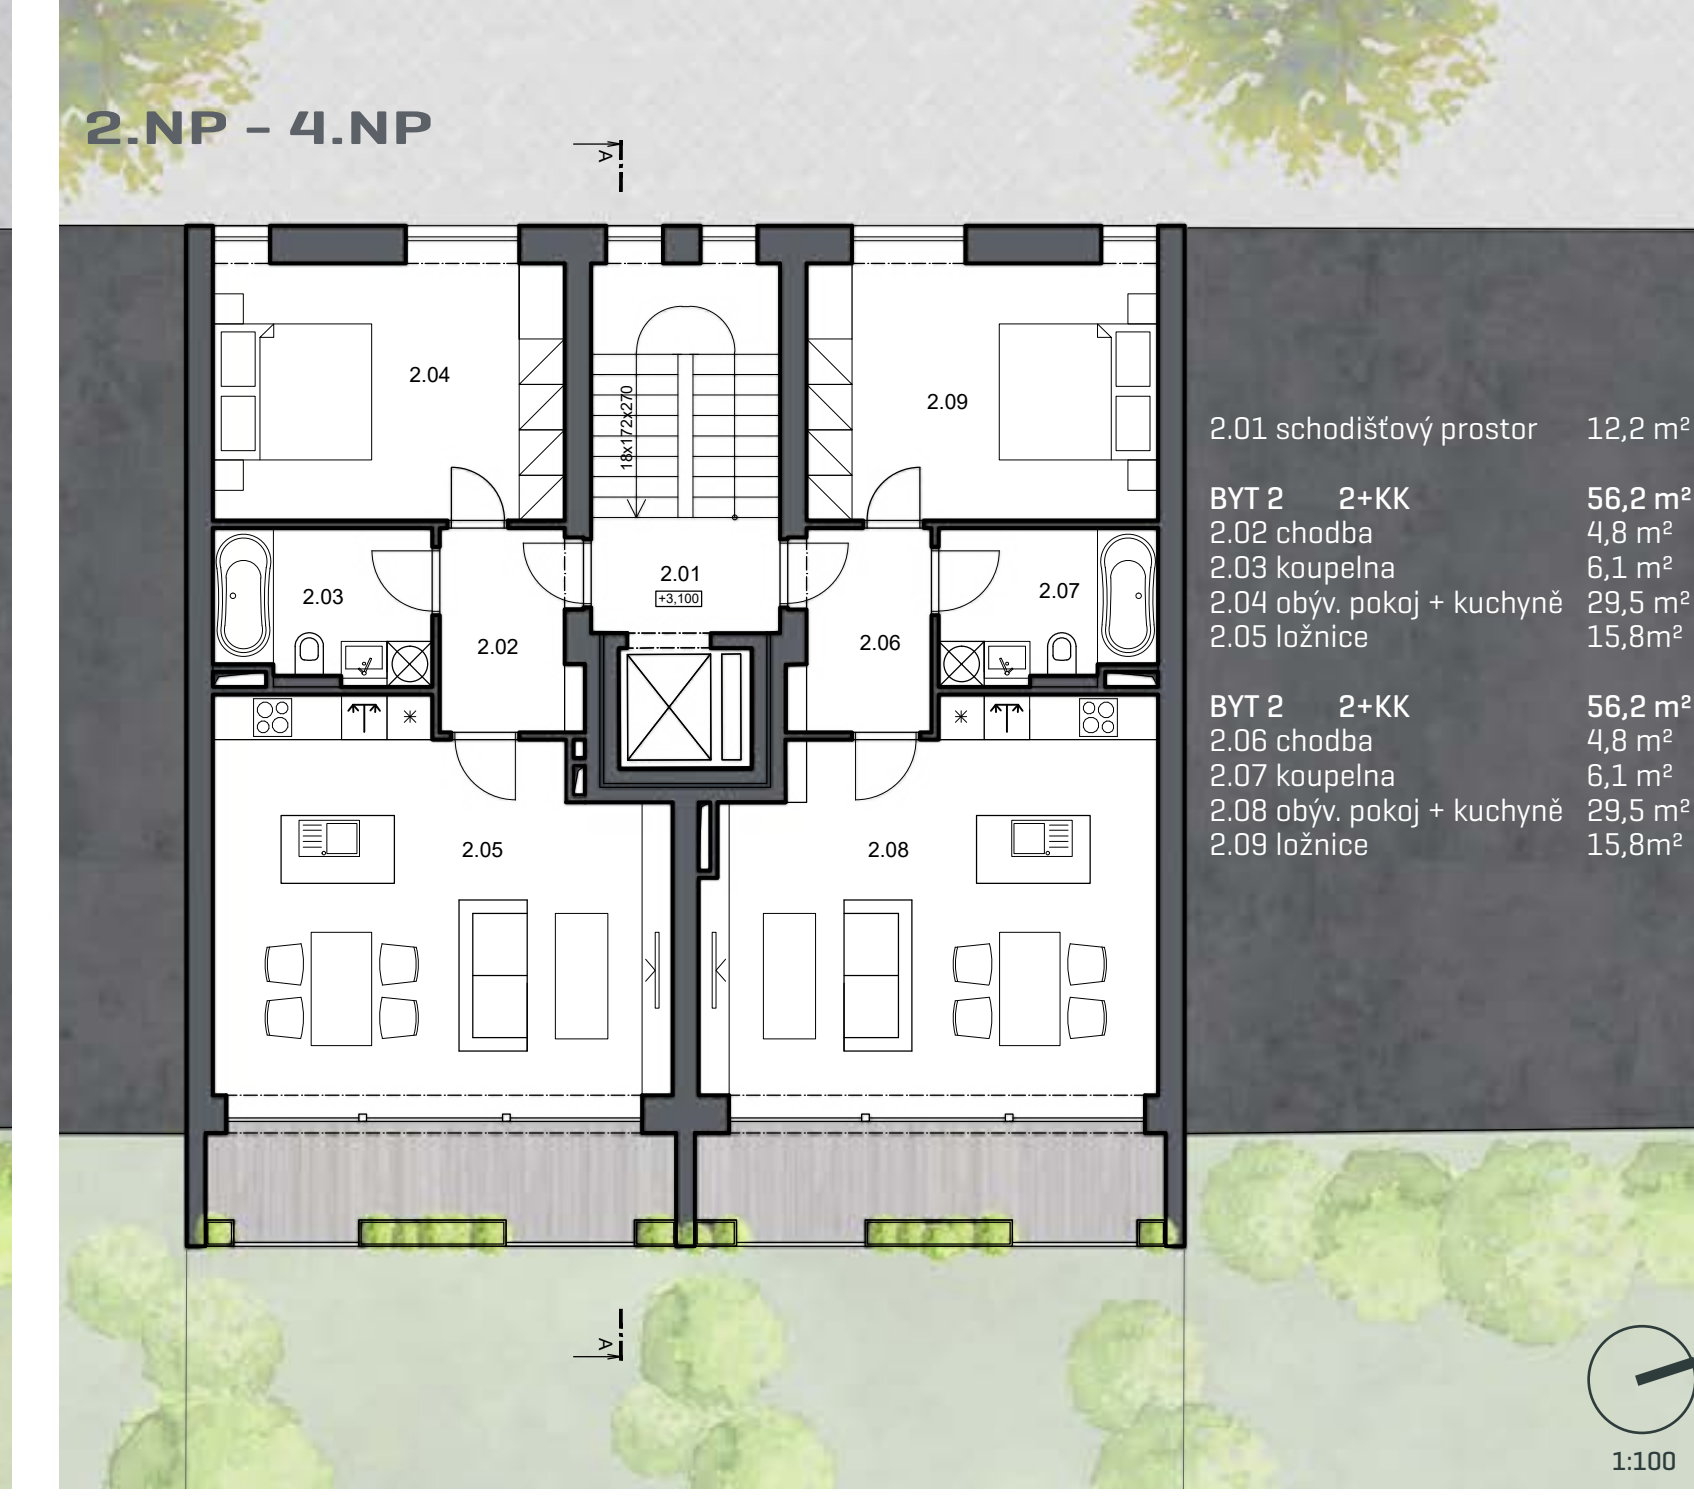 2.NP – 4.NP
A
2.04
18x172x270
2.09
2.01
+3,100
2.03
2.07
2.02
2.06
2.05
2.08
A
2.01 schodišťový prostor 12,2 m²
BYT 2 2+KK 56,2 m²
2.02 chodba 4,8 m²
2.03 koupelna 6,1 m²
2.04 obýv. pokoj + kuchyně 29,5 m²
2.05 ložnice 15,8m²
BYT 2 2+KK 56,2 m²
2.06 chodba 4,8 m²
2.07 koupelna 6,1 m²
2.08 obýv. pokoj + kuchyně 29,5 m²
2.09 ložnice 15,8m²
1:100